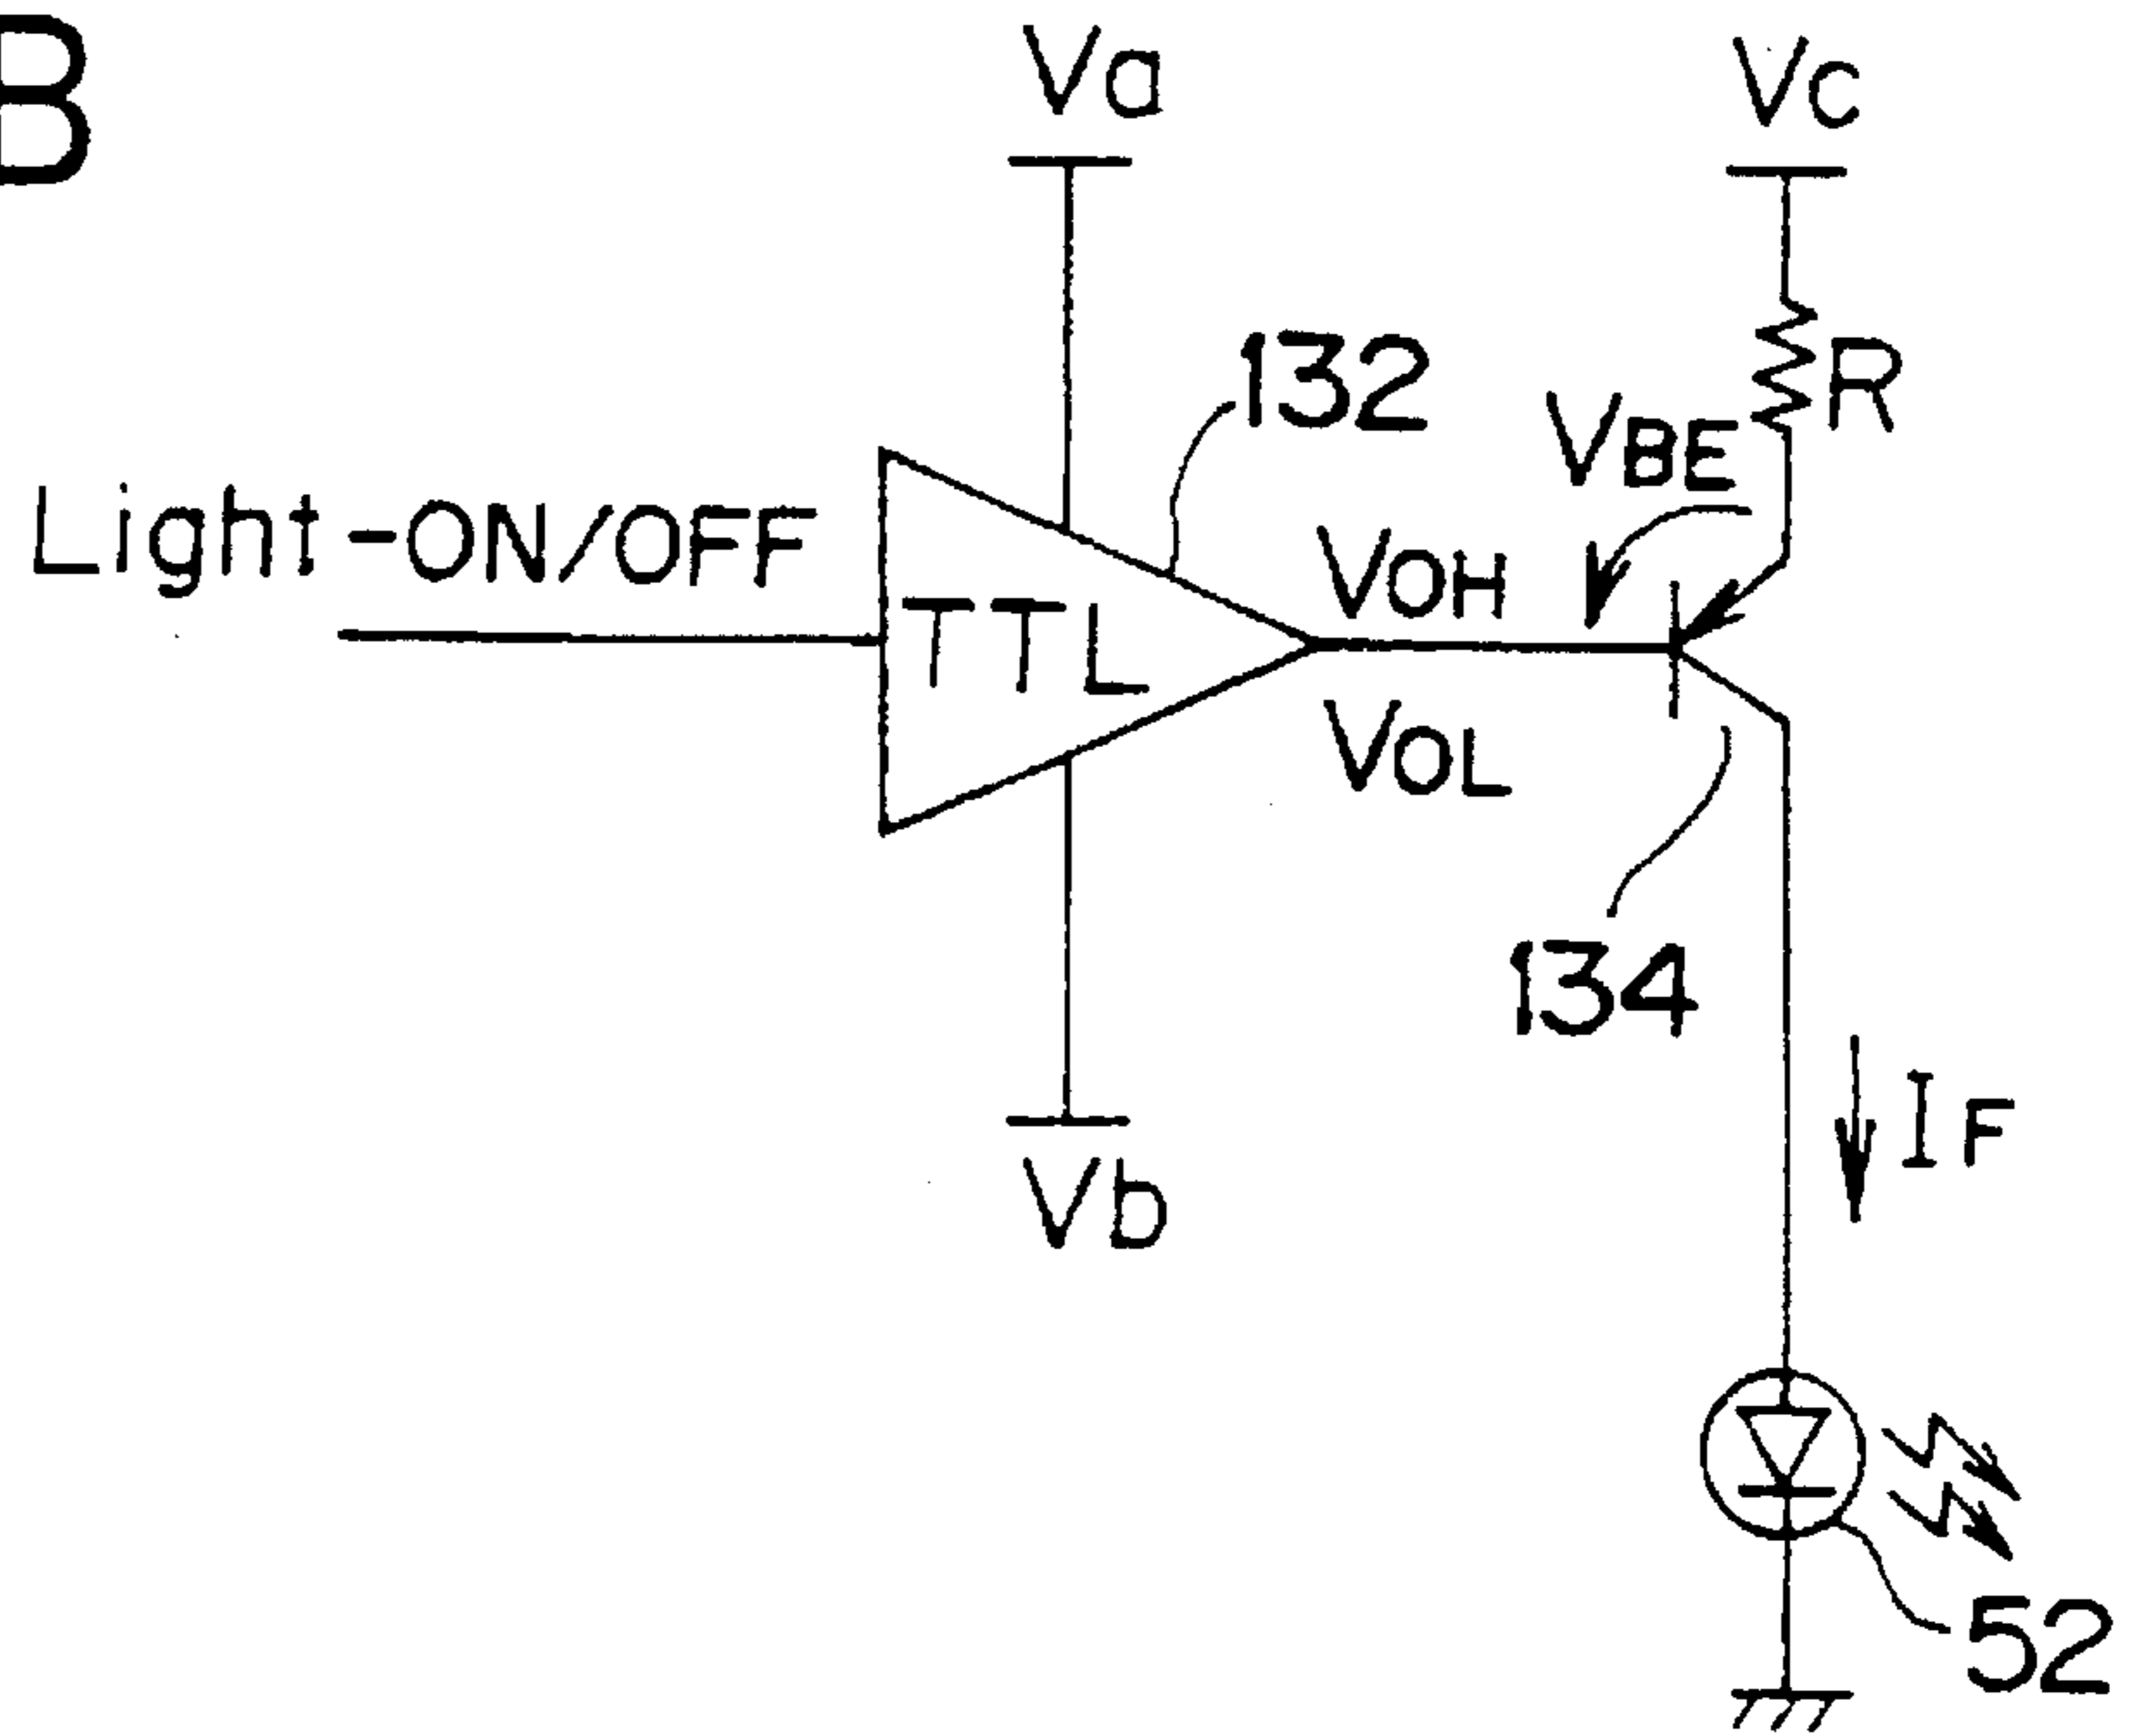 B
Va
Vc
132
R
VBE
Light-ON/OFF
VOH
TTL
VOL
134
IF
Vb
52